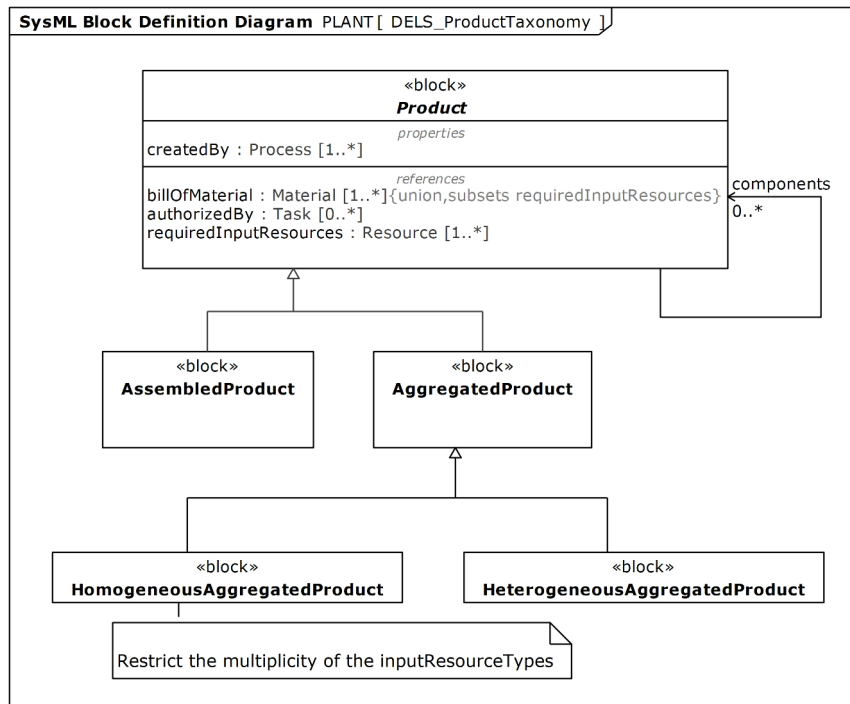 SysML Block Definition Diagram PLANT [ DELS_ProductTaxonomy ]
«block»
Product
properties
createdBy : Process [1..*]
references
billOfMaterial : Material [1..*]{union,subsets requiredInputResources}
authorizedBy : Task [0..*]
requiredInputResources : Resource [1..*]
components
0..*
«block»
AssembledProduct
«block»
AggregatedProduct
«block»
HomogeneousAggregatedProduct
«block»
HeterogeneousAggregatedProduct
Restrict the multiplicity of the inputResourceTypes